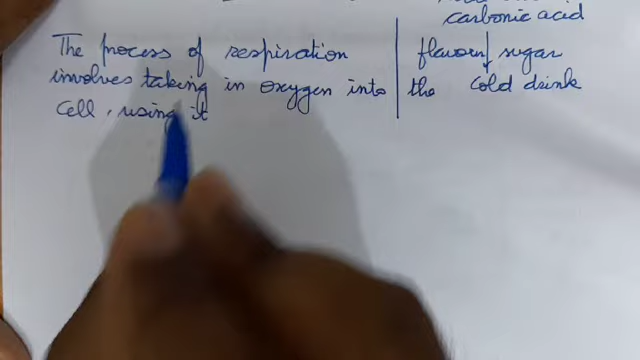 carbonic acid
The process of respiration
involves taking in oxygen into the
cell, using it
flavour sugar
cold drink